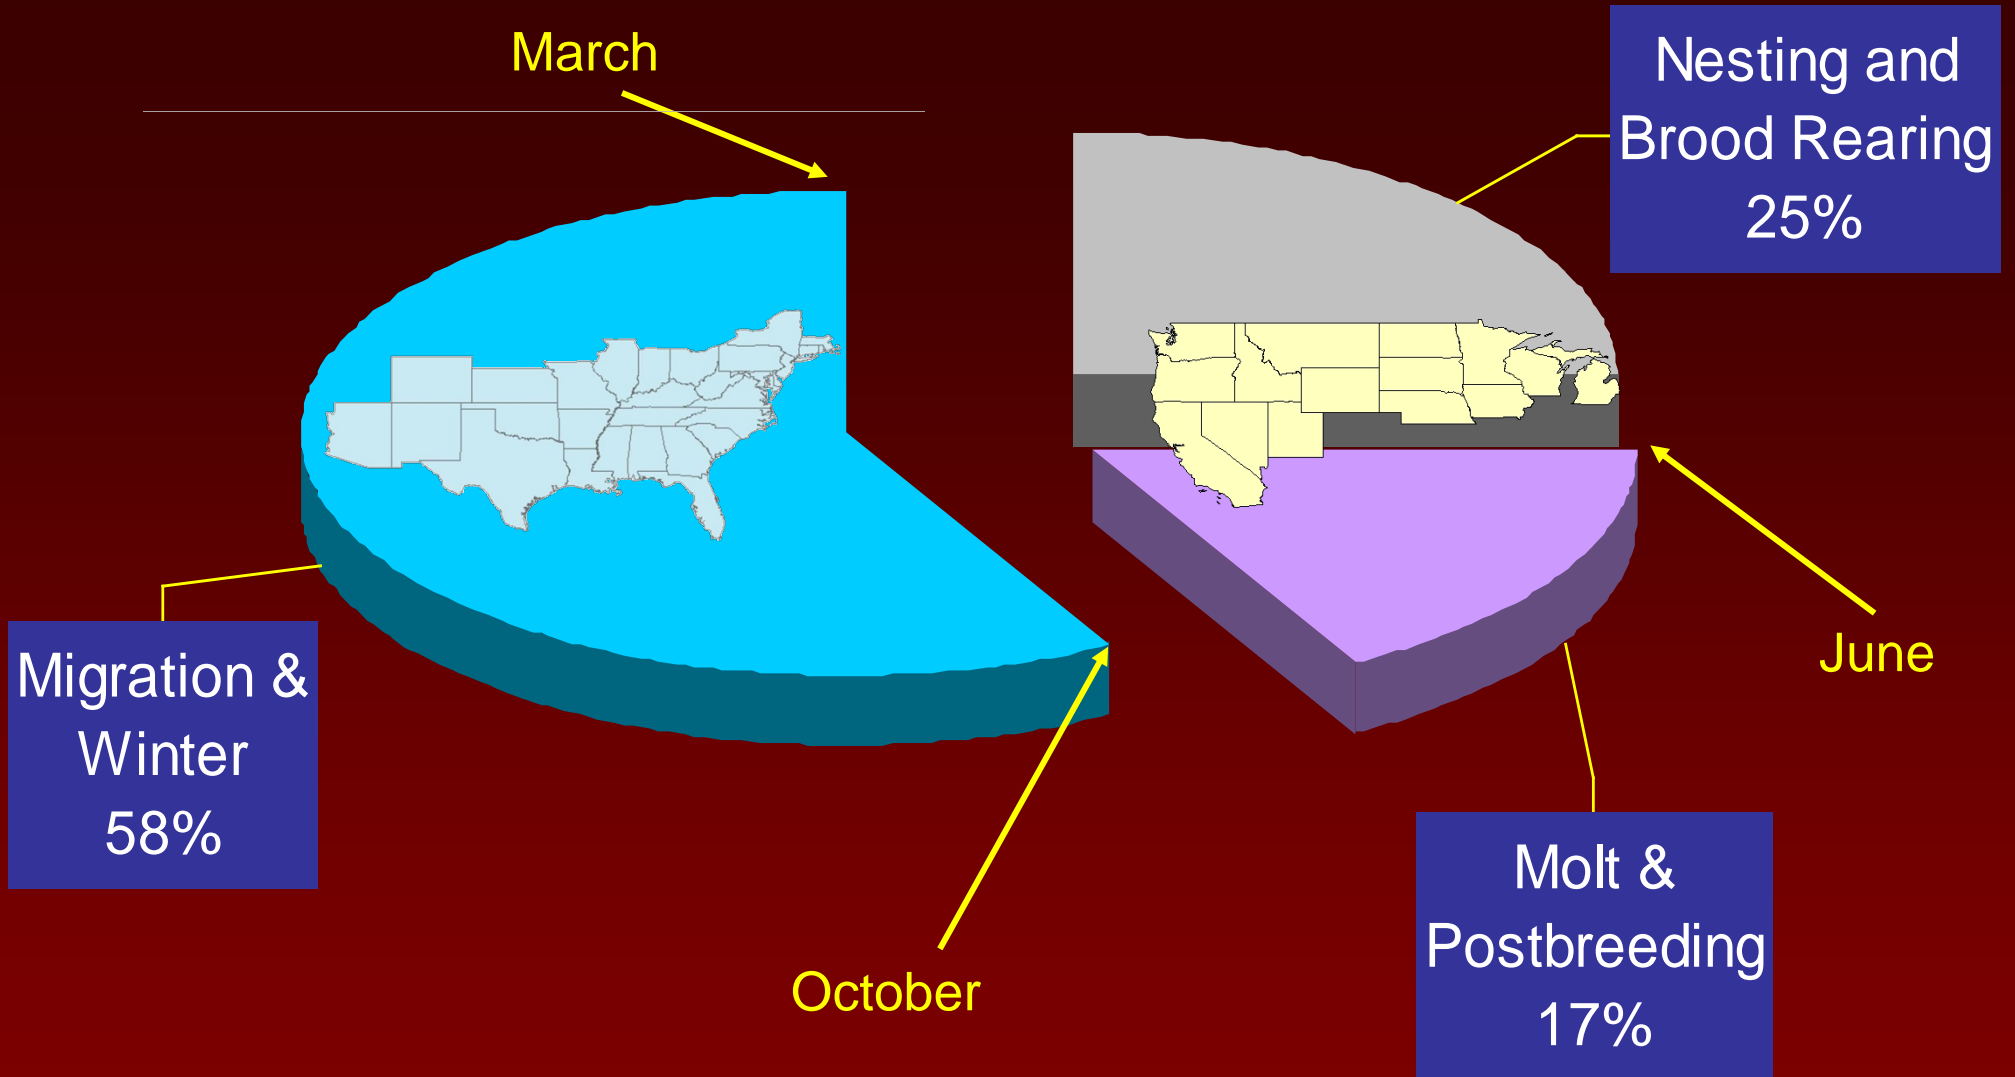 March
Nesting and
Brood Rearing
25%
Migration &
Winter
58%
June
October
Molt &
Postbreeding
17%